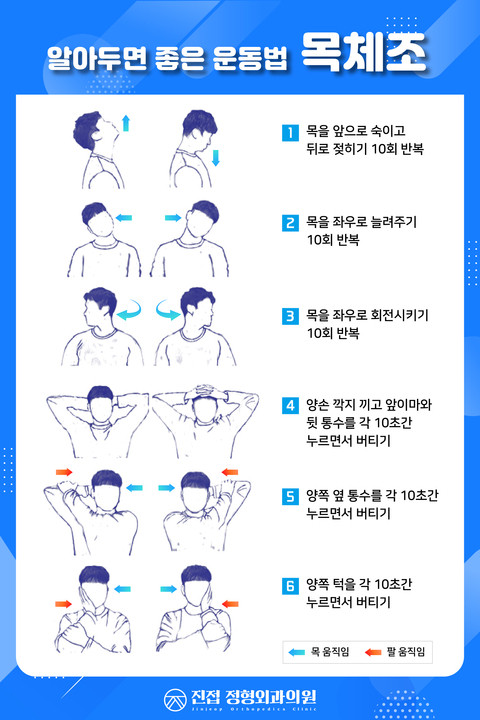 알아두면 좋은 운동법 목체조
1 목을 앞으로 숙이고
뒤로 젖히기 10회 반복
2 목을 좌우로 늘려주기
10회 반복
3 목을 좌우로 회전시키기
10회 반복
4 양손 깍지 끼고 앞이마와
뒷 통수를 각 10초간
누르면서 버티기
5 양쪽 옆 통수를 각 10초간
누르면서 버티기
6 양쪽 턱을 각 10초간
누르면서 버티기
목 움직임
팔 움직임
진접 정형외과의원
Jinjeop Orthopedics Clinic